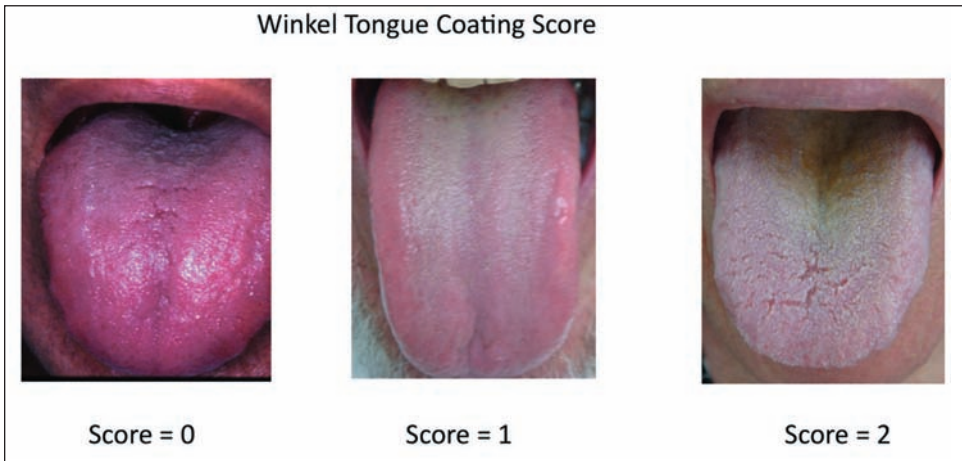 Winkel Tongue Coating Score
Score = 0
Score = 1
Score = 2